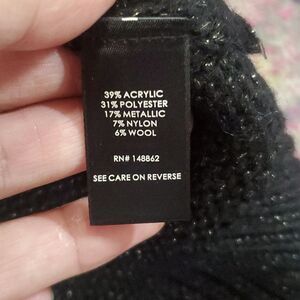 39% ACRYLIC
31% POLYESTER
17% METALLIC
7% NYLON
6% WOOL
RN# 148862
SEE CARE ON REVERSE